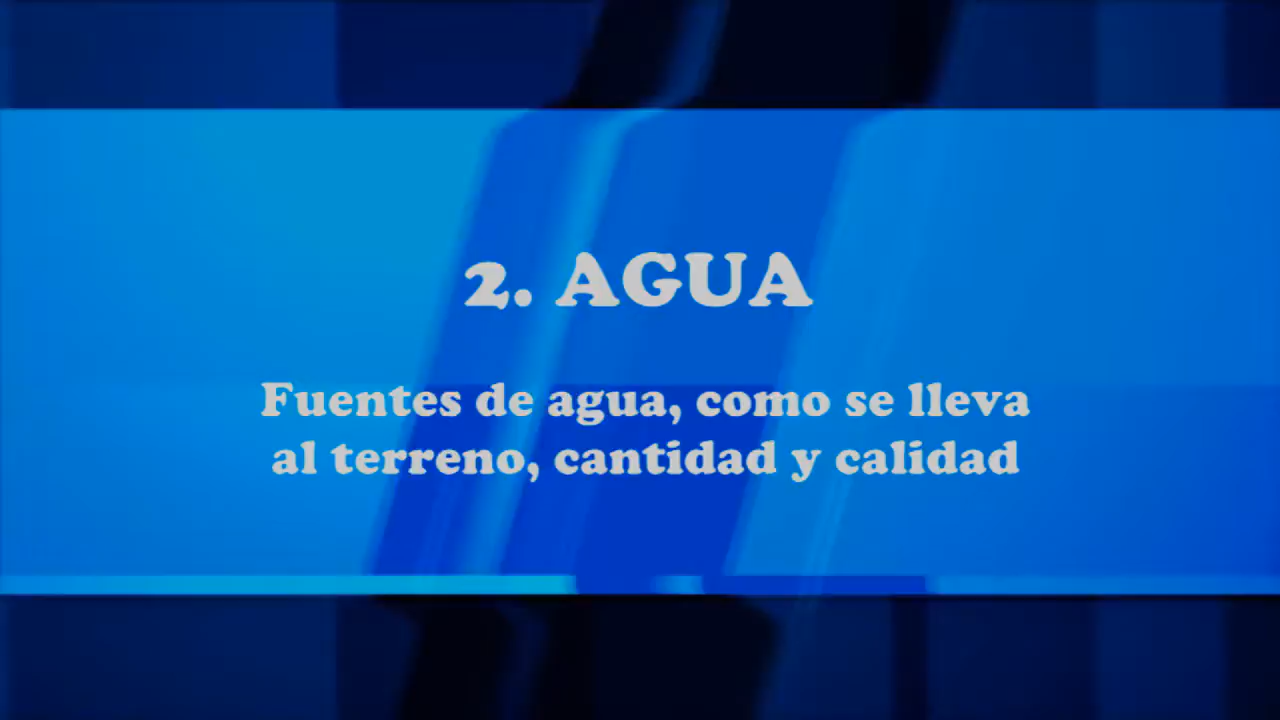 2. AGUA
Fuentes de agua, como se lleva
al terreno, cantidad y calidad